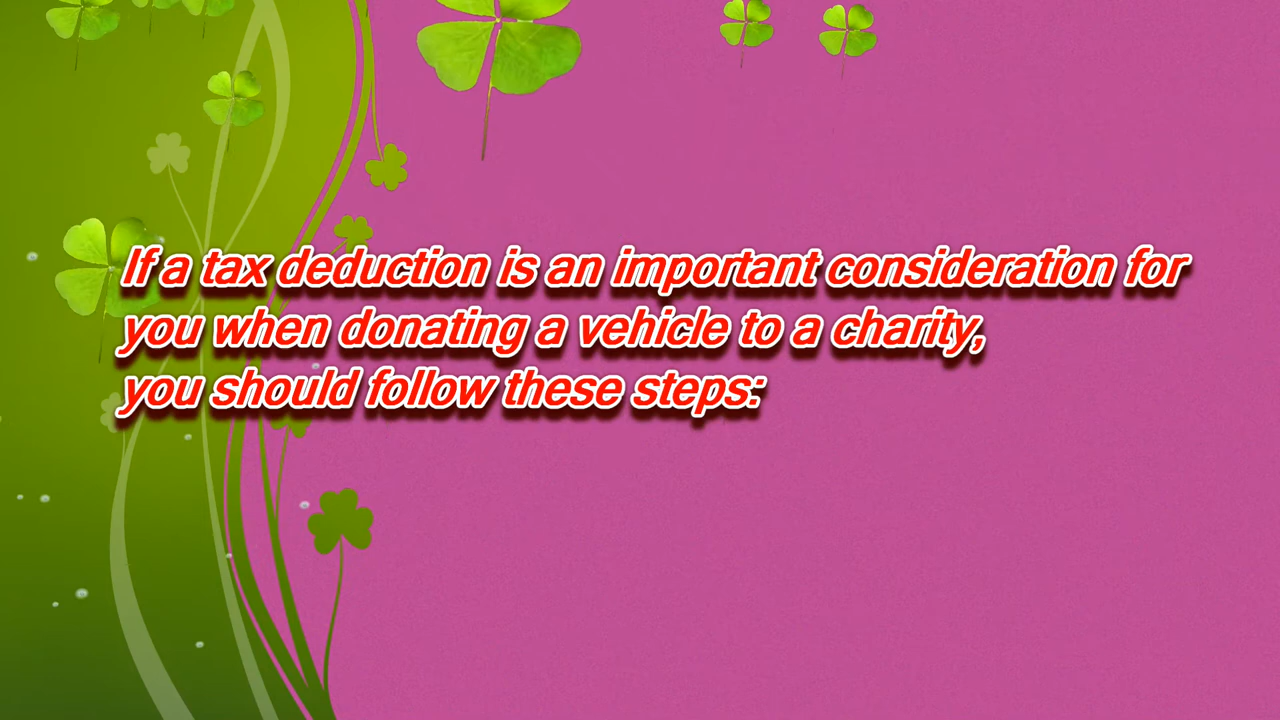 If a tax deduction is an important consideration for
you when donating a vehicle to a charity,
you should follow these steps: